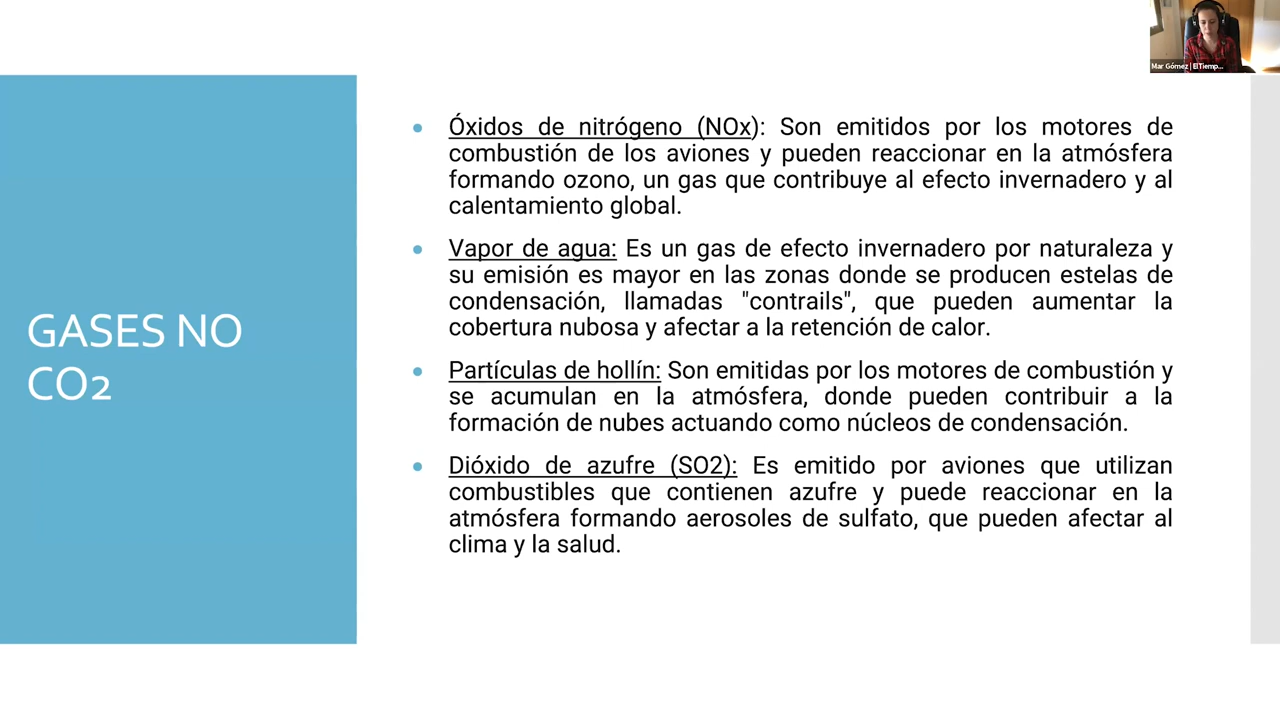 Mar Gómez | ElTiemp...
GASES NO
CO2
• Óxidos de nitrógeno (NOx): Son emitidos por los motores de
combustión de los aviones y pueden reaccionar en la atmósfera
formando ozono, un gas que contribuye al efecto invernadero y al
calentamiento global.
• Vapor de agua: Es un gas de efecto invernadero por naturaleza y
su emisión es mayor en las zonas donde se producen estelas de
condensación, llamadas "contrails", que pueden aumentar la
cobertura nubosa y afectar a la retención de calor.
• Partículas de hollín: Son emitidas por los motores de combustión y
se acumulan en la atmósfera, donde pueden contribuir a la
formación de nubes actuando como núcleos de condensación.
• Dióxido de azufre (SO2): Es emitido por aviones que utilizan
combustibles que contienen azufre y puede reaccionar en la
atmósfera formando aerosoles de sulfato, que pueden afectar al
clima y la salud.